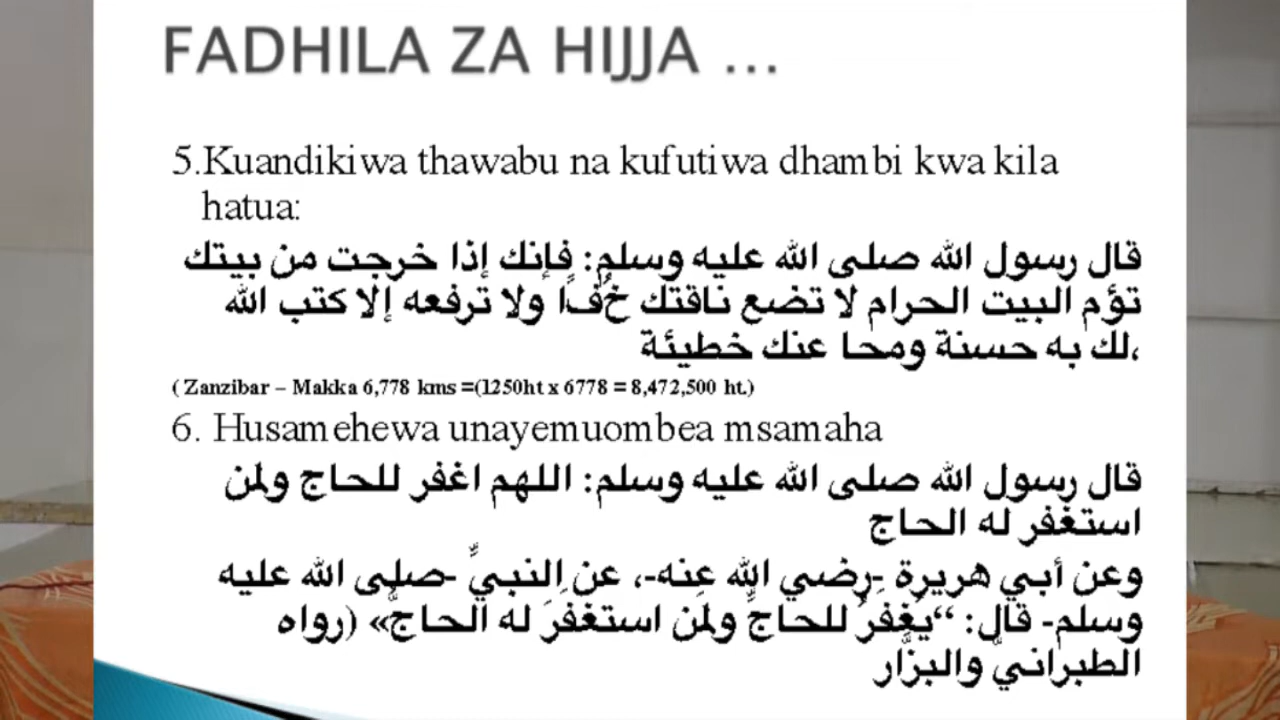 FADHILA ZA HIJJA ...
5.Kuandikiwa thawabu na kufutiwa dhambi kwa kila
hatua:
قال رسول الله صلى الله عليه وسلم: فإنك إذا خرجت من بيتك
تؤم البيت الحرام لا تضع ناقتك خُفًا ولا ترفعه إلا كتب الله
لك به حسنة ومحا عنك خطيئة،
( Zanzibar – Makka 6,778 kms =(1250ht x 6778 = 8,472,500 ht.)
6. Husamehewa unayemuombea msamaha
قال رسول الله صلى الله عليه وسلم: اللهم اغفر للحاج ولمن
استغفر له الحاج
وعن أبي هريرة -رضي الله عنه-، عن النبيِّ -صلى الله عليه
وسلم- قال: “يُغفرُ للحاجِّ ولمن استغفرَ له الحاجُّ» (رواه
الطبرانيّ والبزَّار